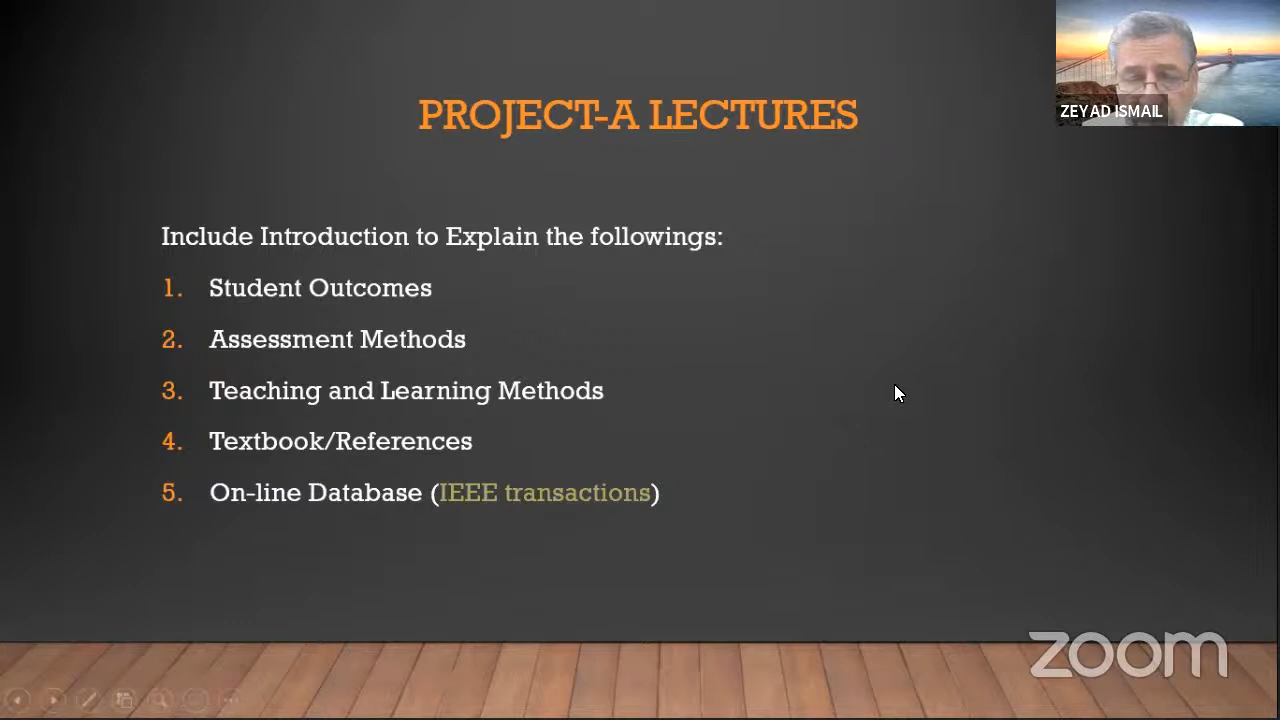 PROJECT-A LECTURES
ZEYAD ISMAIL
Include Introduction to Explain the followings:
1. Student Outcomes
2. Assessment Methods
3. Teaching and Learning Methods
4. Textbook/References
5. On-line Database (IEEE transactions)
zoom